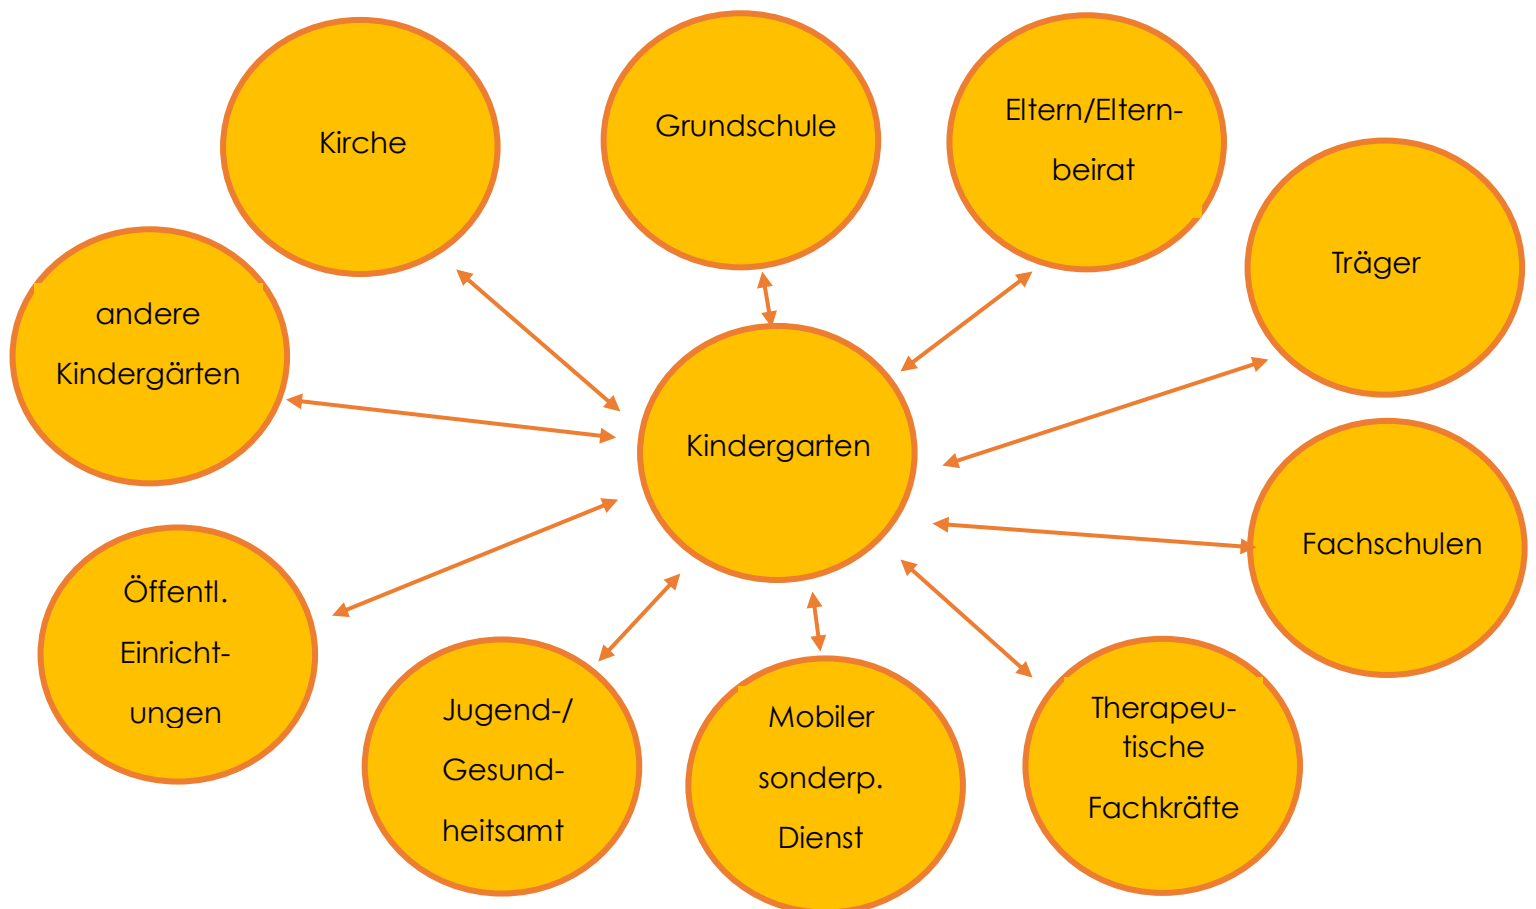 Kirche
Grundschule
Eltern/Eltern-
beirat
Träger
andere
Kindergärten
Kindergarten
Fachschulen
Öffentl.
Einricht-
ungen
Jugend-/
Gesund-
heitsamt
Mobiler
sonderp.
Dienst
Therapeu-
tische
Fachkräfte